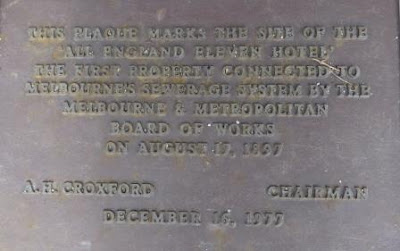 THIS PLAQUE MARKS THE SITE OF THE
"ALL ENGLAND ELEVEN HOTEL"
THE FIRST PROPERTY CONNECTED TO
MELBOURNE'S SEWERAGE SYSTEM BY THE
MELBOURNE & METROPOLITAN
BOARD OF WORKS
ON AUGUST 17, 1897
A. H. CROXFORD CHAIRMAN
DECEMBER 15, 1977